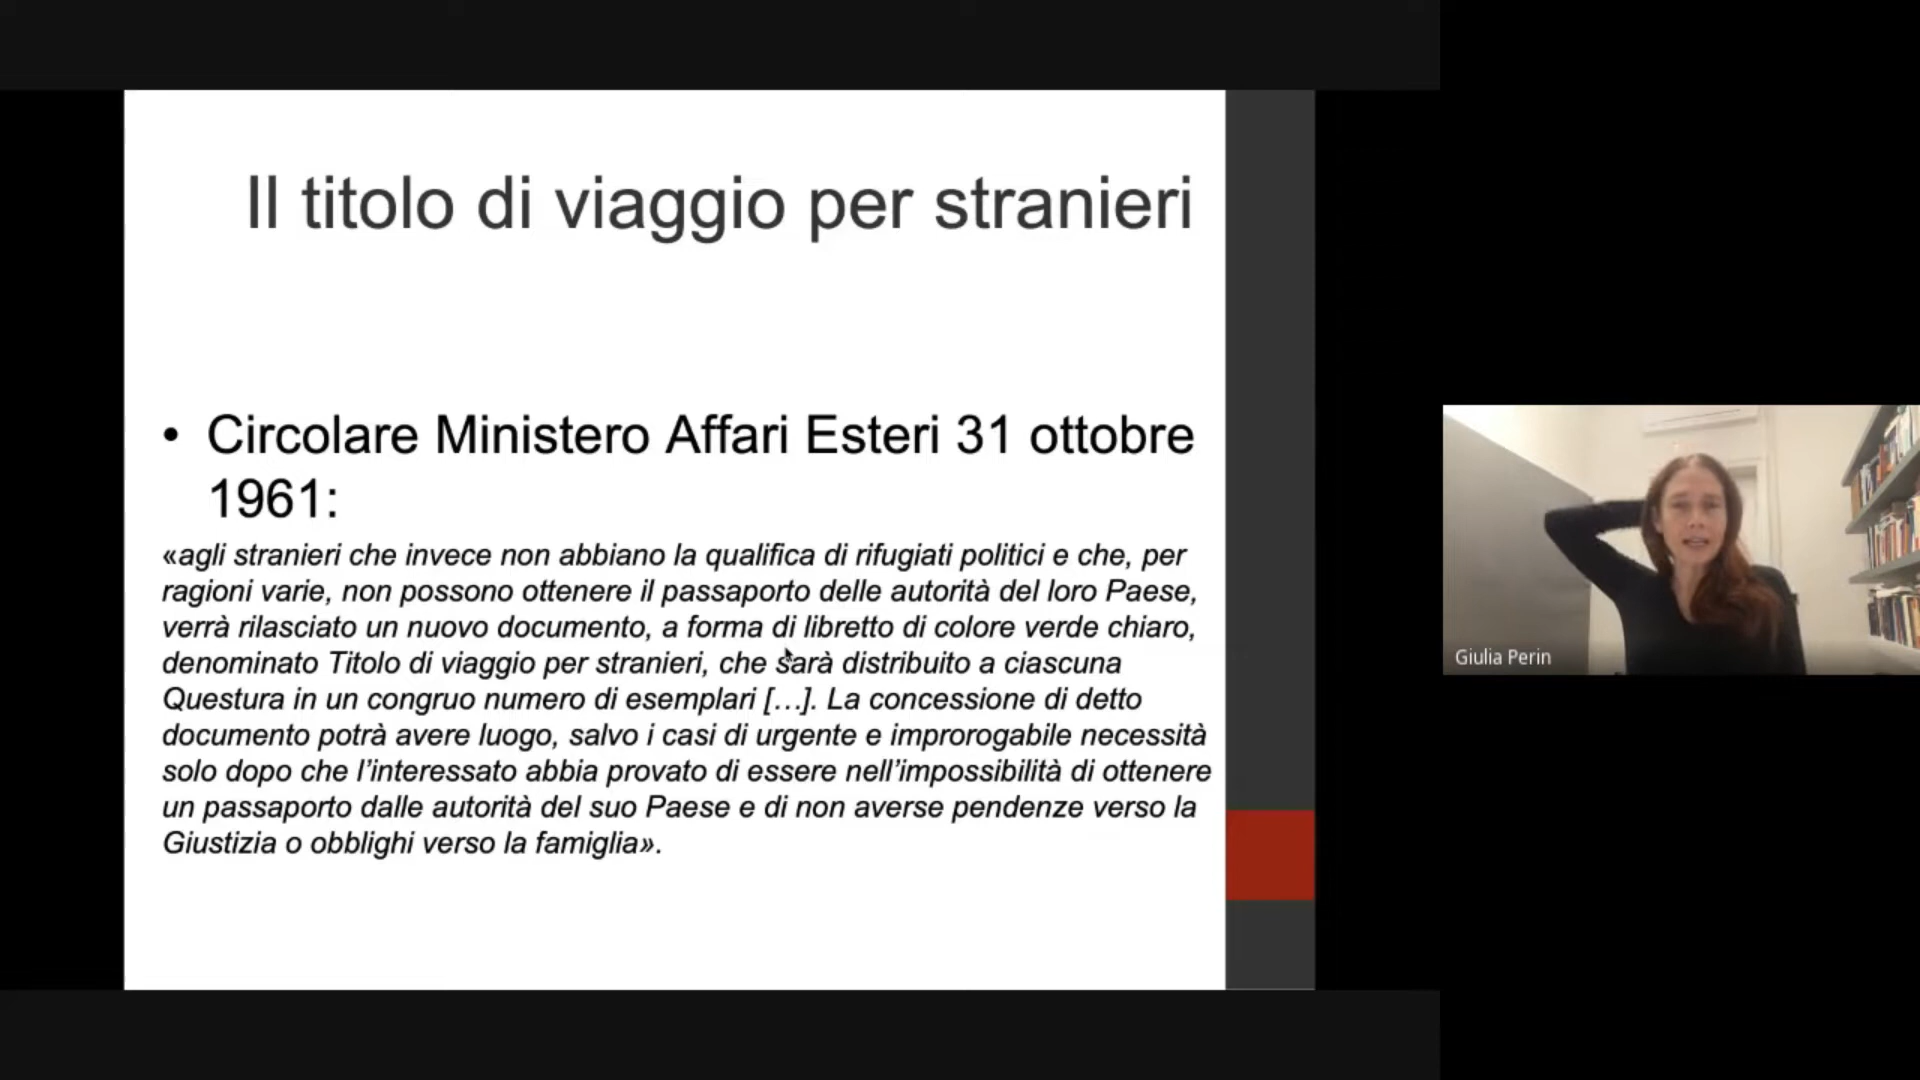 Il titolo di viaggio per stranieri
• Circolare Ministero Affari Esteri 31 ottobre
1961:
«agli stranieri che invece non abbiano la qualifica di rifugiati politici e che, per
ragioni varie, non possono ottenere il passaporto delle autorità del loro Paese,
verrà rilasciato un nuovo documento, a forma di libretto di colore verde chiaro,
denominato Titolo di viaggio per stranieri, che sarà distribuito a ciascuna
Questura in un congruo numero di esemplari […]. La concessione di detto
documento potrà avere luogo, salvo i casi di urgente e improrogabile necessità
solo dopo che l’interessato abbia provato di essere nell’impossibilità di ottenere
un passaporto dalle autorità del suo Paese e di non averse pendenze verso la
Giustizia o obblighi verso la famiglia».
Giulia Perin